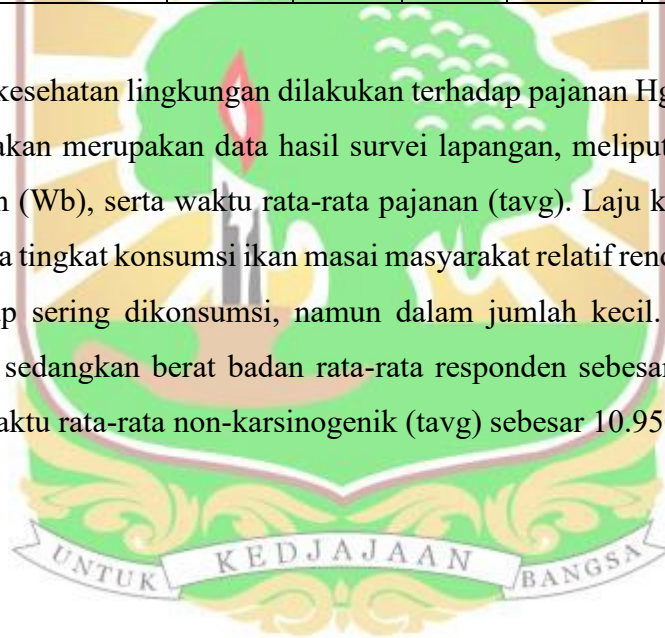 kesehatan lingkungan dilakukan terhadap pajanan Hg
akan merupakan data hasil survei lapangan, meliput
(Wb), serta waktu rata-rata pajanan (tavg). Laju k
a tingkat konsumsi ikan masai masyarakat relatif rend
p sering dikonsumsi, namun dalam jumlah kecil.
sedangkan berat badan rata-rata responden sebesar
aktu rata-rata non-karsinogenik (tavg) sebesar 10.95
UNTUK KEDJAJAAN BANGSA